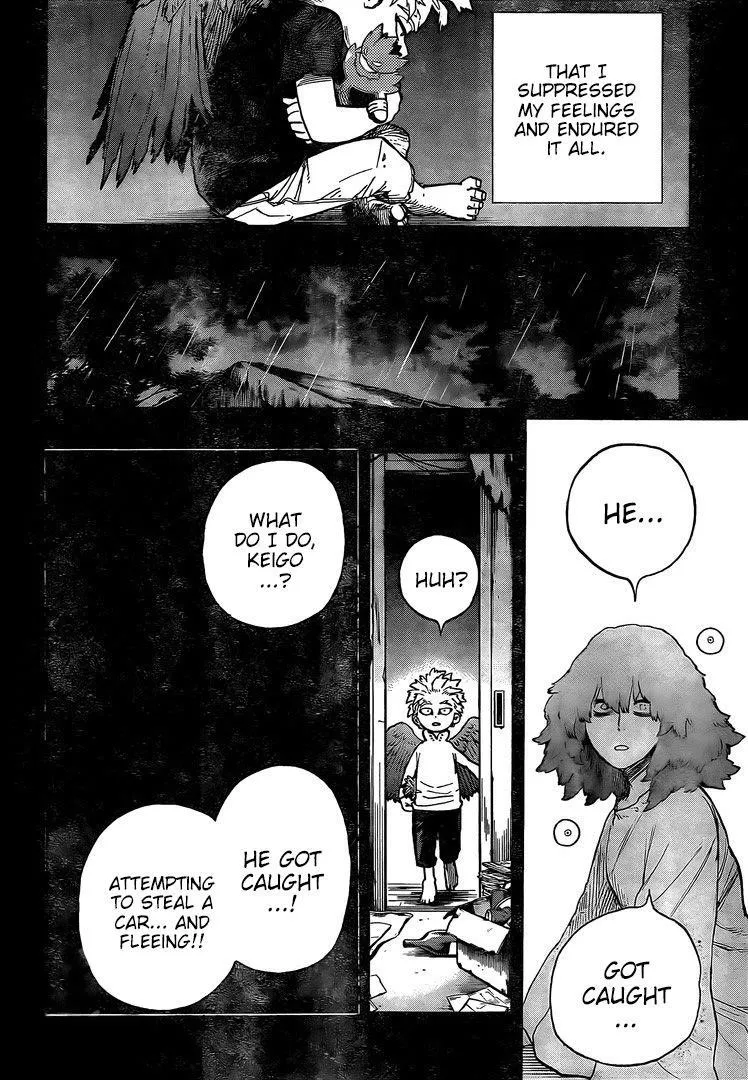 THAT I
SUPPRESSED
MY FEELINGS
AND ENDURED
IT ALL.
HE...
GOT
CAUGHT
...
HUH?
WHAT
DO I DO,
KEIGO
...?
HE GOT
CAUGHT
...!
ATTEMPTING
TO STEAL A
CAR... AND
FLEEING!!